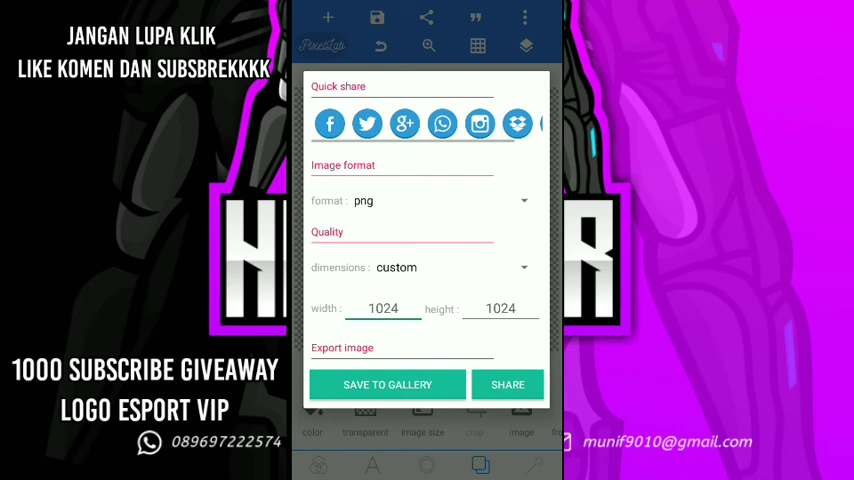 JANGAN LUPA KLIK
LIKE KOMEN DAN SUBSBREKKKK
PixelLab
Quick share
Image format
format : png
Quality
dimensions : custom
width : 1024 height : 1024
Export image
SAVE TO GALLERY SHARE
color transparent image size crop image
1000 SUBSCRIBE GIVEAWAY
LOGO ESPORT VIP
089697222574
munif9010@gmail.com